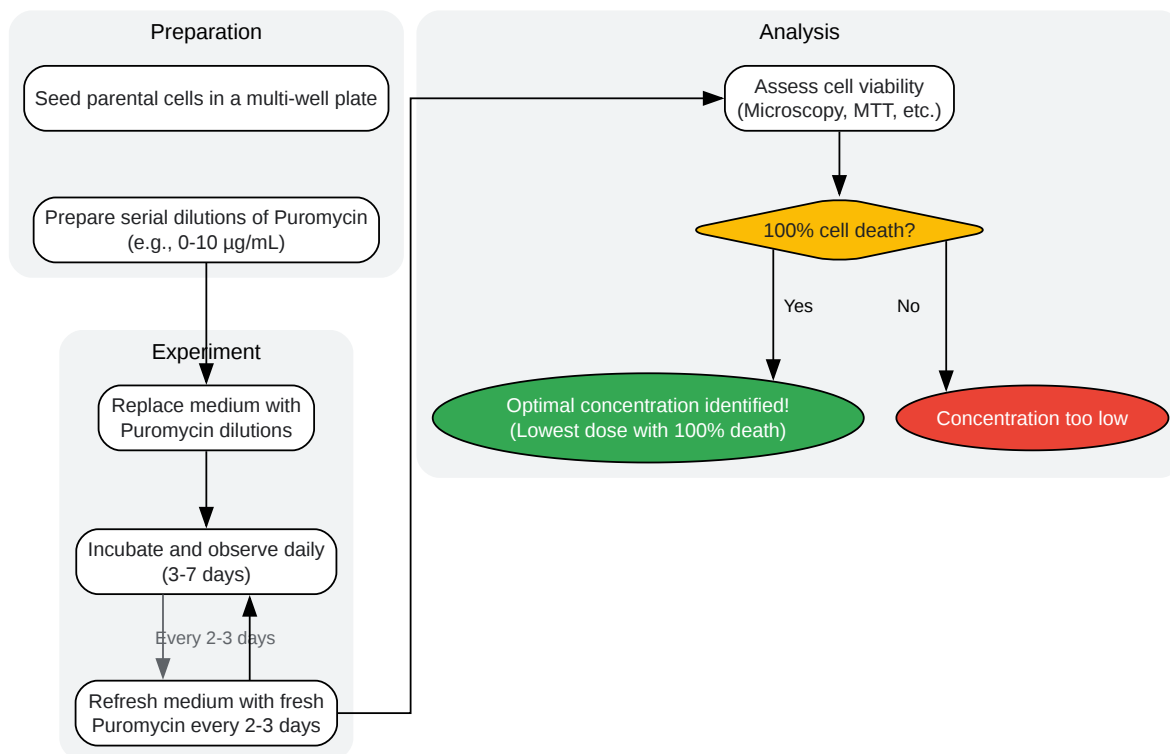 Preparation
Seed parental cells in a multi-well plate
Prepare serial dilutions of Puromycin
(e.g., 0-10 µg/mL)
Experiment
Replace medium with
Puromycin dilutions
Incubate and observe daily
(3-7 days)
Every 2-3 days
Refresh medium with fresh
Puromycin every 2-3 days
Analysis
Assess cell viability
(Microscopy, MTT, etc.)
100% cell death?
Yes
No
Optimal concentration identified!
(Lowest dose with 100% death)
Concentration too low